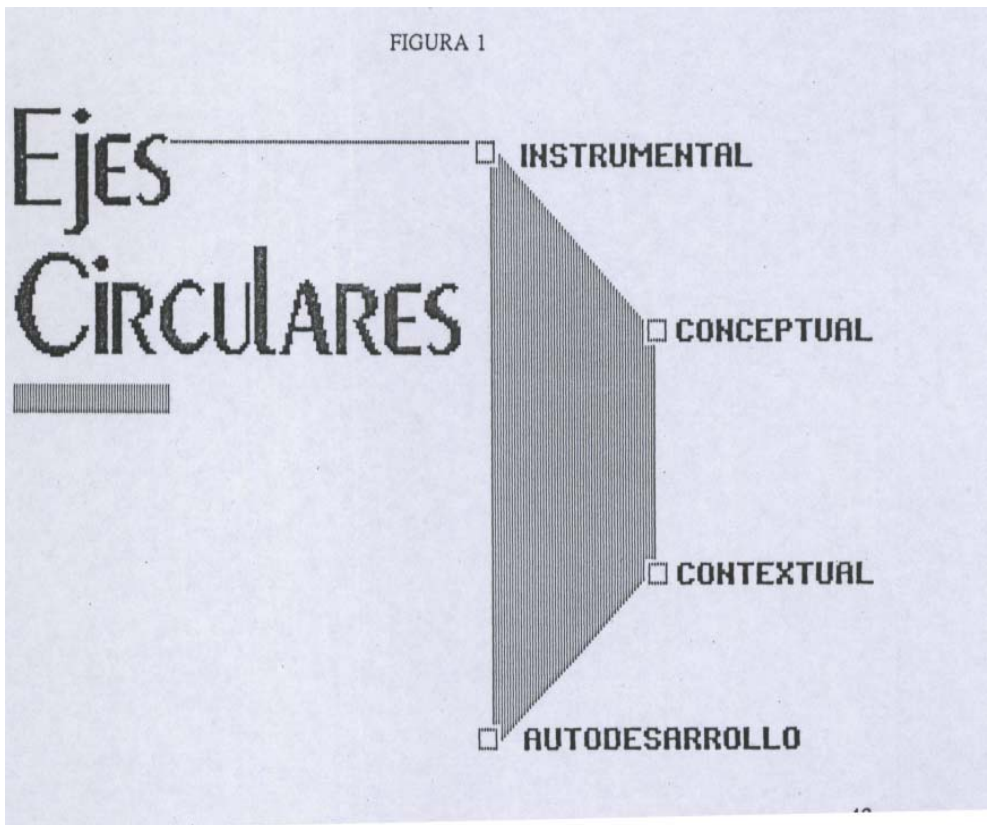 FIGURA 1
Ejes
Circulares
INSTRUMENTAL
CONCEPTUAL
CONTEXTUAL
AUTODESARROLLO